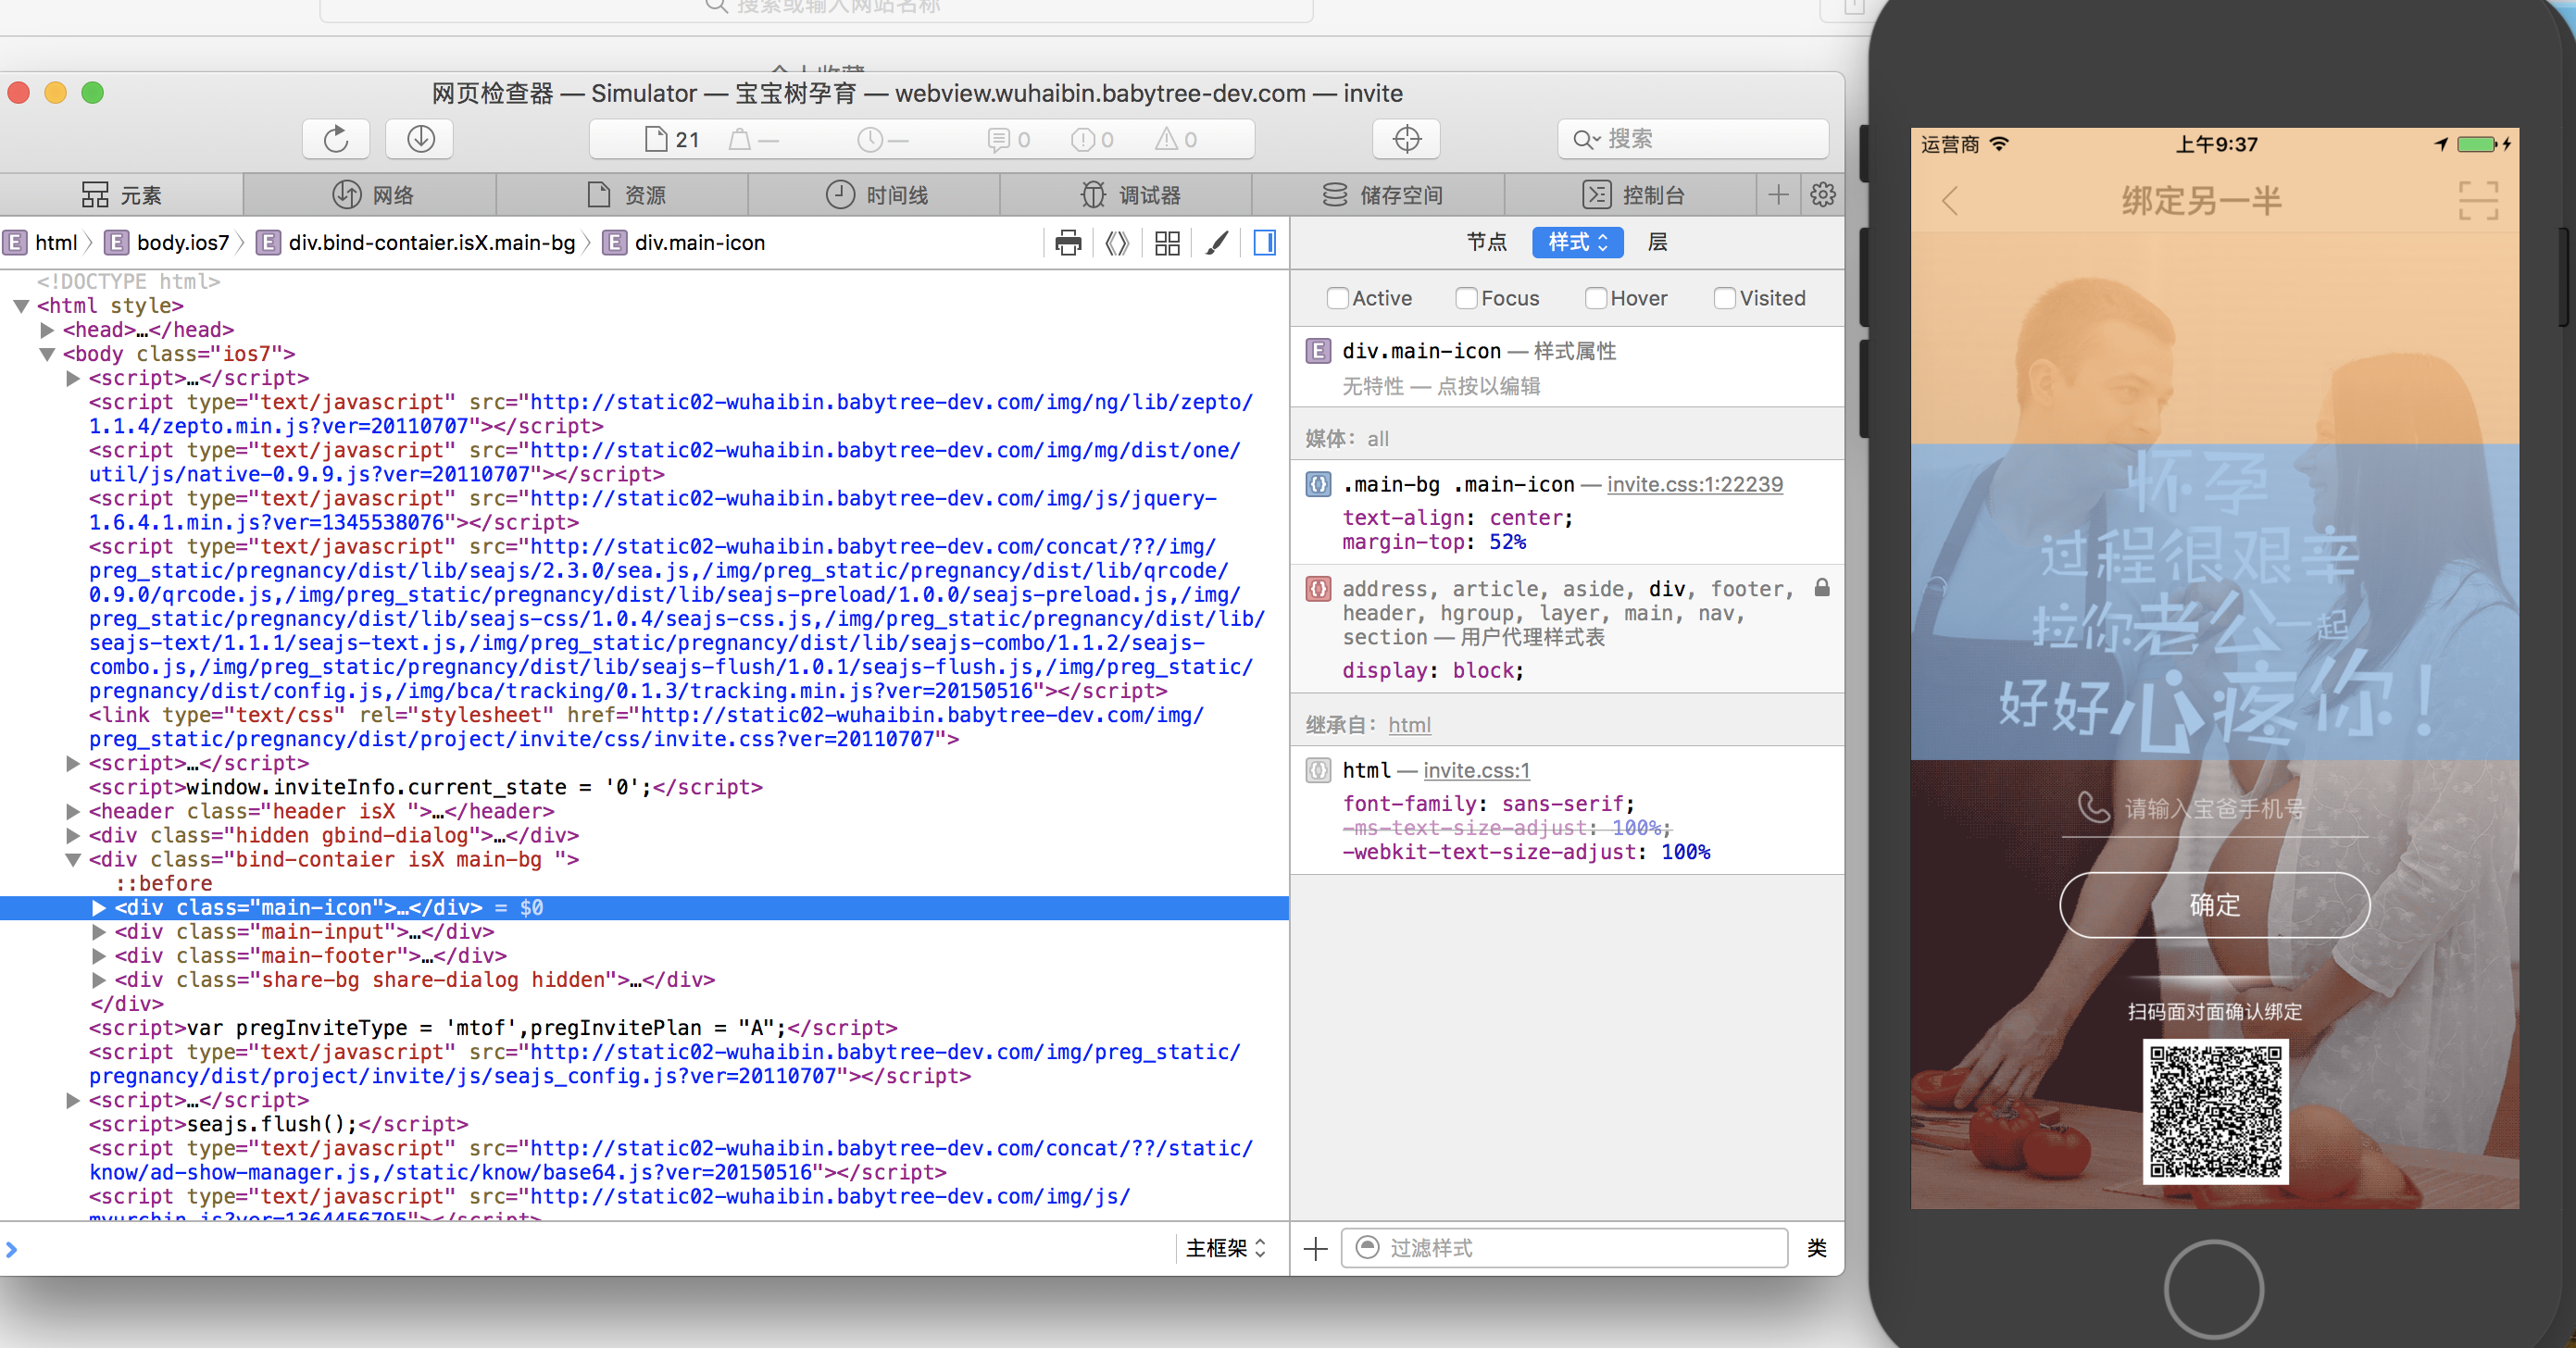 搜索或输入网站名称
网页检查器 — Simulator — 宝宝树孕育 — webview.wuhaibin.babytree-dev.com — invite
21 — — 0 0 0 搜索
元素 网络 资源 时间线 调试器 储存空间 控制台
E html E body.ios7 E div.bind-contaier.isX.main-bg E div.main-icon
<!DOCTYPE html>
<html style>
<head>…</head>
<body class="ios7">
<script>…</script>
<script type="text/javascript" src="http://static02-wuhaibin.babytree-dev.com/img/ng/lib/zepto/
1.1.4/zepto.min.js?ver=20110707"></script>
<script type="text/javascript" src="http://static02-wuhaibin.babytree-dev.com/img/mg/dist/one/
util/js/native-0.9.9.js?ver=20110707"></script>
<script type="text/javascript" src="http://static02-wuhaibin.babytree-dev.com/img/js/jquery-
1.6.4.1.min.js?ver=1345538076"></script>
<script type="text/javascript" src="http://static02-wuhaibin.babytree-dev.com/concat/??/img/
preg_static/pregnancy/dist/lib/seajs/2.3.0/sea.js,/img/preg_static/pregnancy/dist/lib/qrcode/
0.9.0/qrcode.js,/img/preg_static/pregnancy/dist/lib/seajs-preload/1.0.0/seajs-preload.js,/img/
preg_static/pregnancy/dist/lib/seajs-css/1.0.4/seajs-css.js,/img/preg_static/pregnancy/dist/lib/
seajs-text/1.1.1/seajs-text.js,/img/preg_static/pregnancy/dist/lib/seajs-combo/1.1.2/seajs-
combo.js,/img/preg_static/pregnancy/dist/lib/seajs-flush/1.0.1/seajs-flush.js,/img/preg_static/
pregnancy/dist/config.js,/img/bca/tracking/0.1.3/tracking.min.js?ver=20150516"></script>
<link type="text/css" rel="stylesheet" href="http://static02-wuhaibin.babytree-dev.com/img/
preg_static/pregnancy/dist/project/invite/css/invite.css?ver=20110707">
<script>…</script>
<script>window.inviteInfo.current_state = '0';</script>
<header class="header isX ">…</header>
<div class="hidden gbind-dialog">…</div>
<div class="bind-contaier isX main-bg ">
::before
<div class="main-icon">…</div> = $0
<div class="main-input">…</div>
<div class="main-footer">…</div>
<div class="share-bg share-dialog hidden">…</div>
</div>
<script>var pregInviteType = 'mtof',pregInvitePlan = "A";</script>
<script type="text/javascript" src="http://static02-wuhaibin.babytree-dev.com/img/preg_static/
pregnancy/dist/project/invite/js/seajs_config.js?ver=20110707"></script>
<script>…</script>
<script>seajs.flush();</script>
<script type="text/javascript" src="http://static02-wuhaibin.babytree-dev.com/concat/??/static/
know/ad-show-manager.js,/static/know/base64.js?ver=20150516"></script>
<script type="text/javascript" src="http://static02-wuhaibin.babytree-dev.com/img/js/
myurchin.js?ver=1364456795"></script>
主框架
节点 样式 层
Active Focus Hover Visited
E div.main-icon — 样式属性
无特性 — 点按以编辑
媒体: all
.main-bg .main-icon — invite.css:1:22239
text-align: center;
margin-top: 52%
address, article, aside, div, footer,
header, hgroup, layer, main, nav,
section — 用户代理样式表
display: block;
继承自: html
html — invite.css:1
font-family: sans-serif;
-ms-text-size-adjust: 100%;
-webkit-text-size-adjust: 100%
过滤样式 类
运营商 上午9:37
绑定另一半
怀孕
过程很艰辛
拉你老公一起
好好心疼你！
请输入宝爸手机号
确定
扫码面对面确认绑定